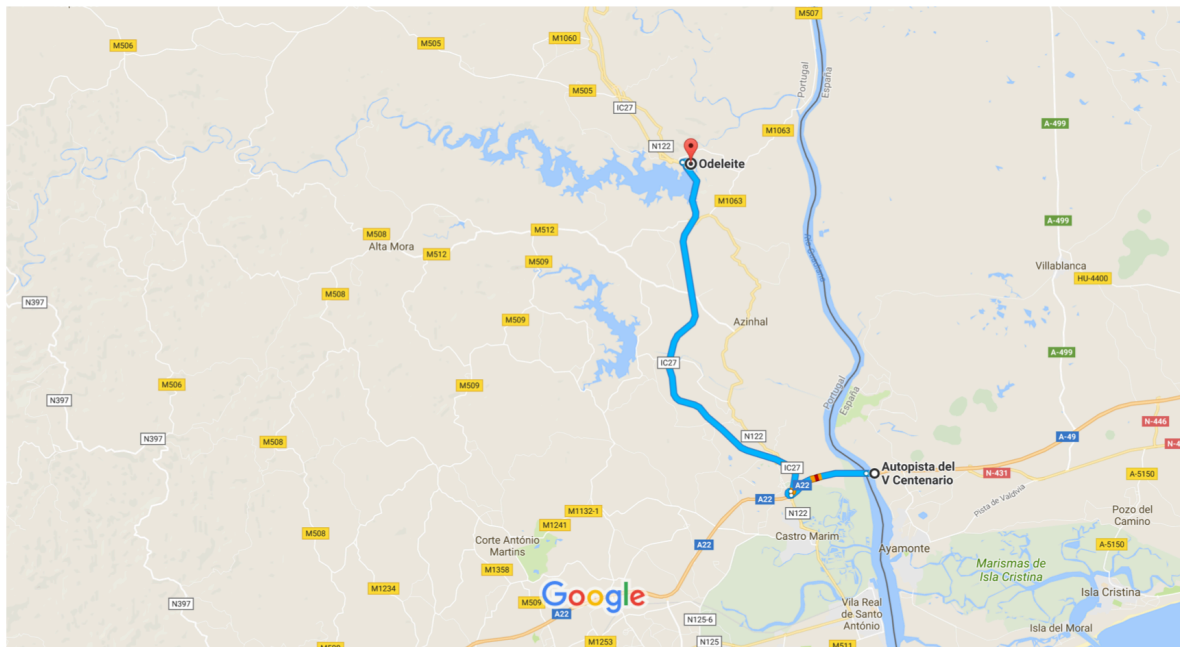 M507
M1060
M505
M506
Portugal
España
M505
IC27
A-499
M1063
N122
Odeleite
M1063
A-499
M512
M508
Alta Mora
M512
M509
Villablanca
HU-4400
M508
N397
M509
Azinhal
A-499
IC27
M506
M509
Portugal
España
N397
N-446
N122
A-49
N397
M508
IC27
Autopista del
V Centenario
N-431
A-5150
A22
A22
Pista de Valdivia
N122
M1132-1
Pozo del
Camino
M1241
M508
Castro Marim
Corte António
Martins
A22
Ayamonte
A-5150
M1358
Marismas de
Isla Cristina
M1234
Google
Isla Cristina
N397
M509
A22
Vila Real
de Santo
António
N125-6
Isla del Moral
M1253
N125
M511